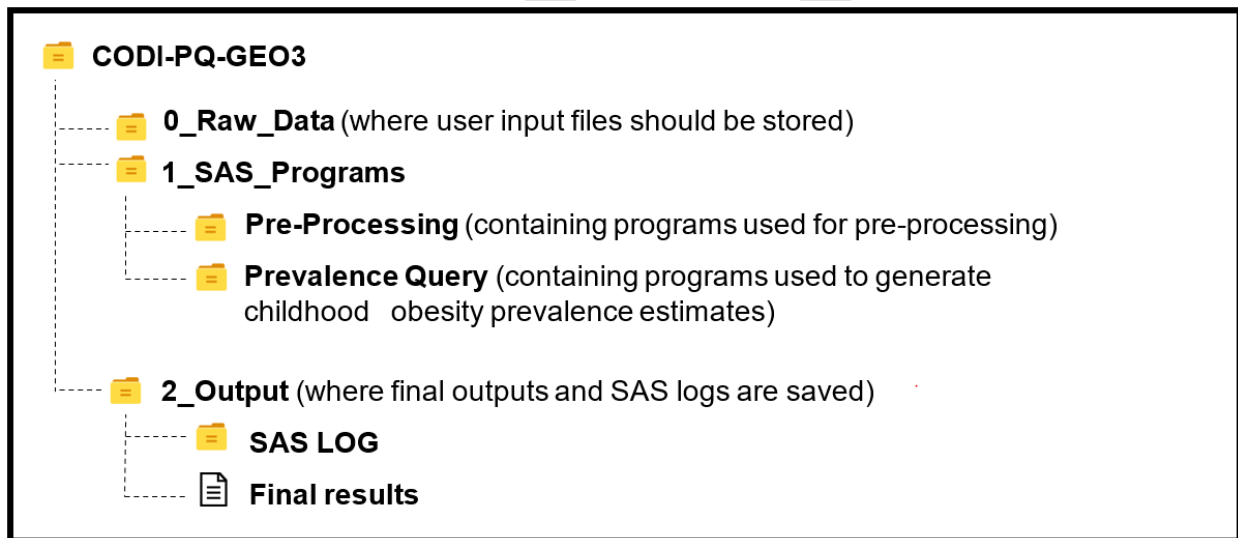 CODI-PQ-GEO3
0_Raw_Data (where user input files should be stored)
1_SAS_Programs
Pre-Processing (containing programs used for pre-processing)
Prevalence Query (containing programs used to generate
childhood obesity prevalence estimates)
2_Output (where final outputs and SAS logs are saved)
SAS LOG
Final results